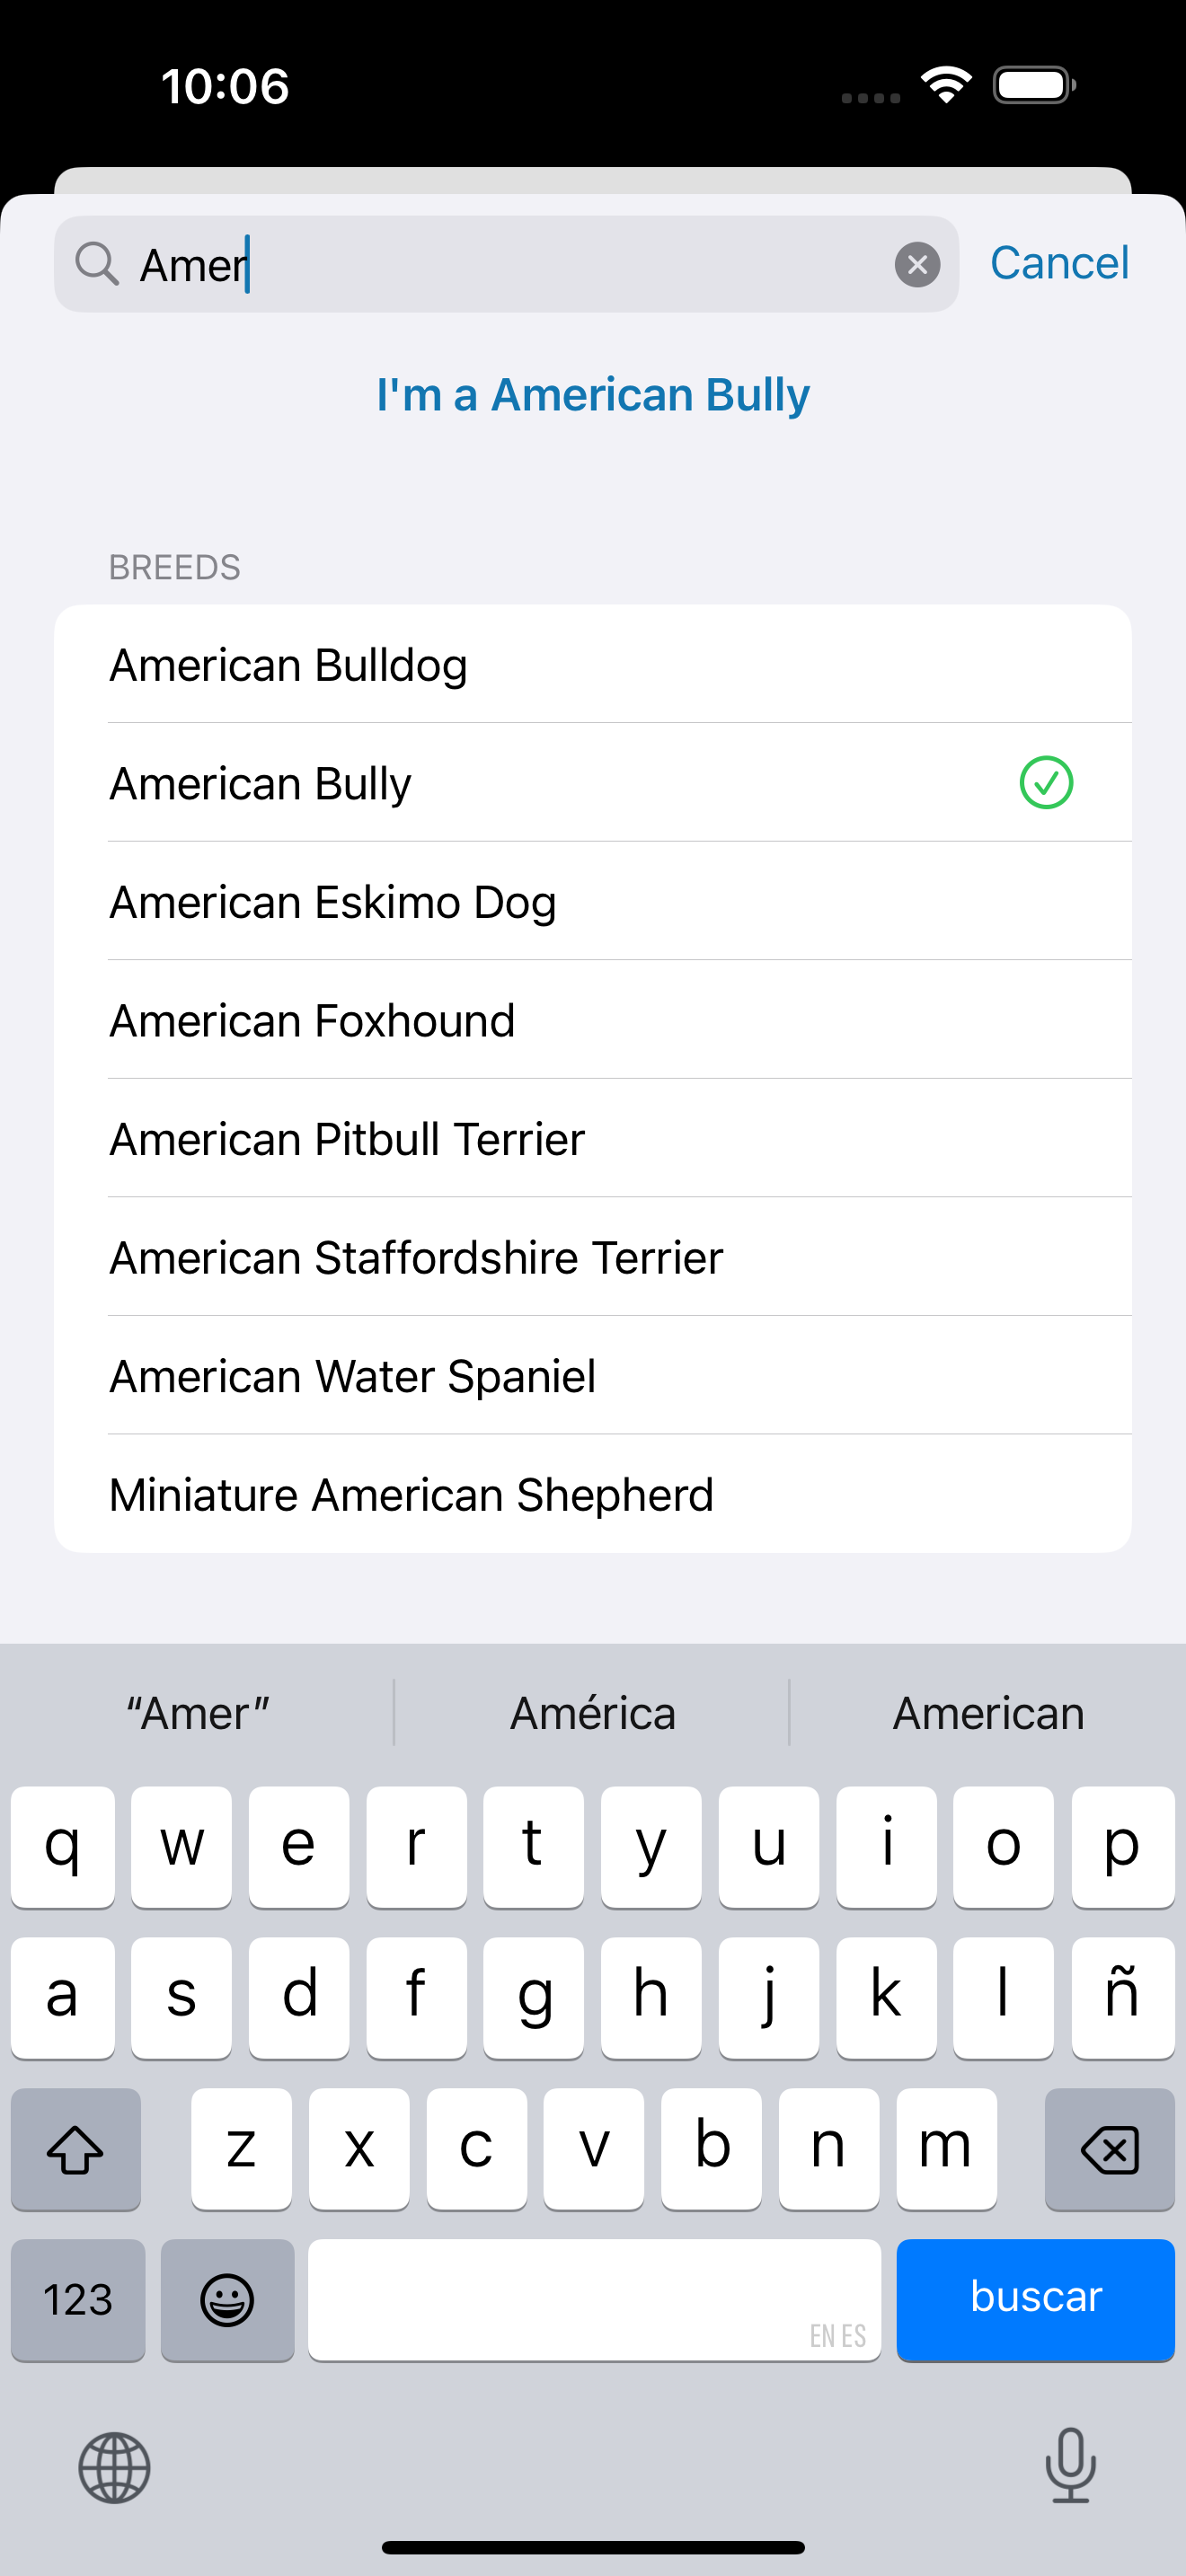 10:06
Amer
Cancel
I'm a American Bully
BREEDS
American Bulldog
American Bully
American Eskimo Dog
American Foxhound
American Pitbull Terrier
American Staffordshire Terrier
American Water Spaniel
Miniature American Shepherd
“Amer” América American
q w e r t y u i o p
a s d f g h j k l ñ
z x c v b n m
123 EN ES buscar